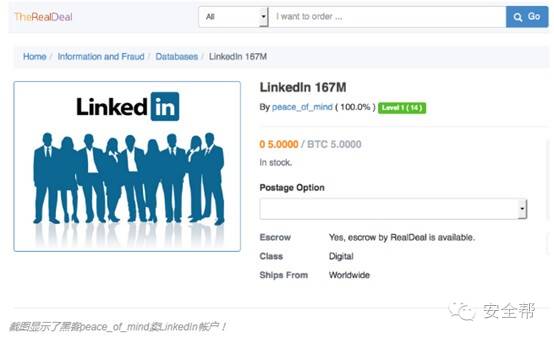 TheRealDeal
All
I want to order ...
Go
Home / Information and Fraud / Databases / LinkedIn 167M
Linked in
LinkedIn 167M
By peace_of_mind ( 100.0% ) Level 1 ( 14 )
0 5.0000 / BTC 5.0000
In stock.
Postage Option
Escrow Yes, escrow by RealDeal is available.
Class Digital
Ships From Worldwide
安全帮
截图显示了黑客peace_of_mind卖LinkedIn帐户！